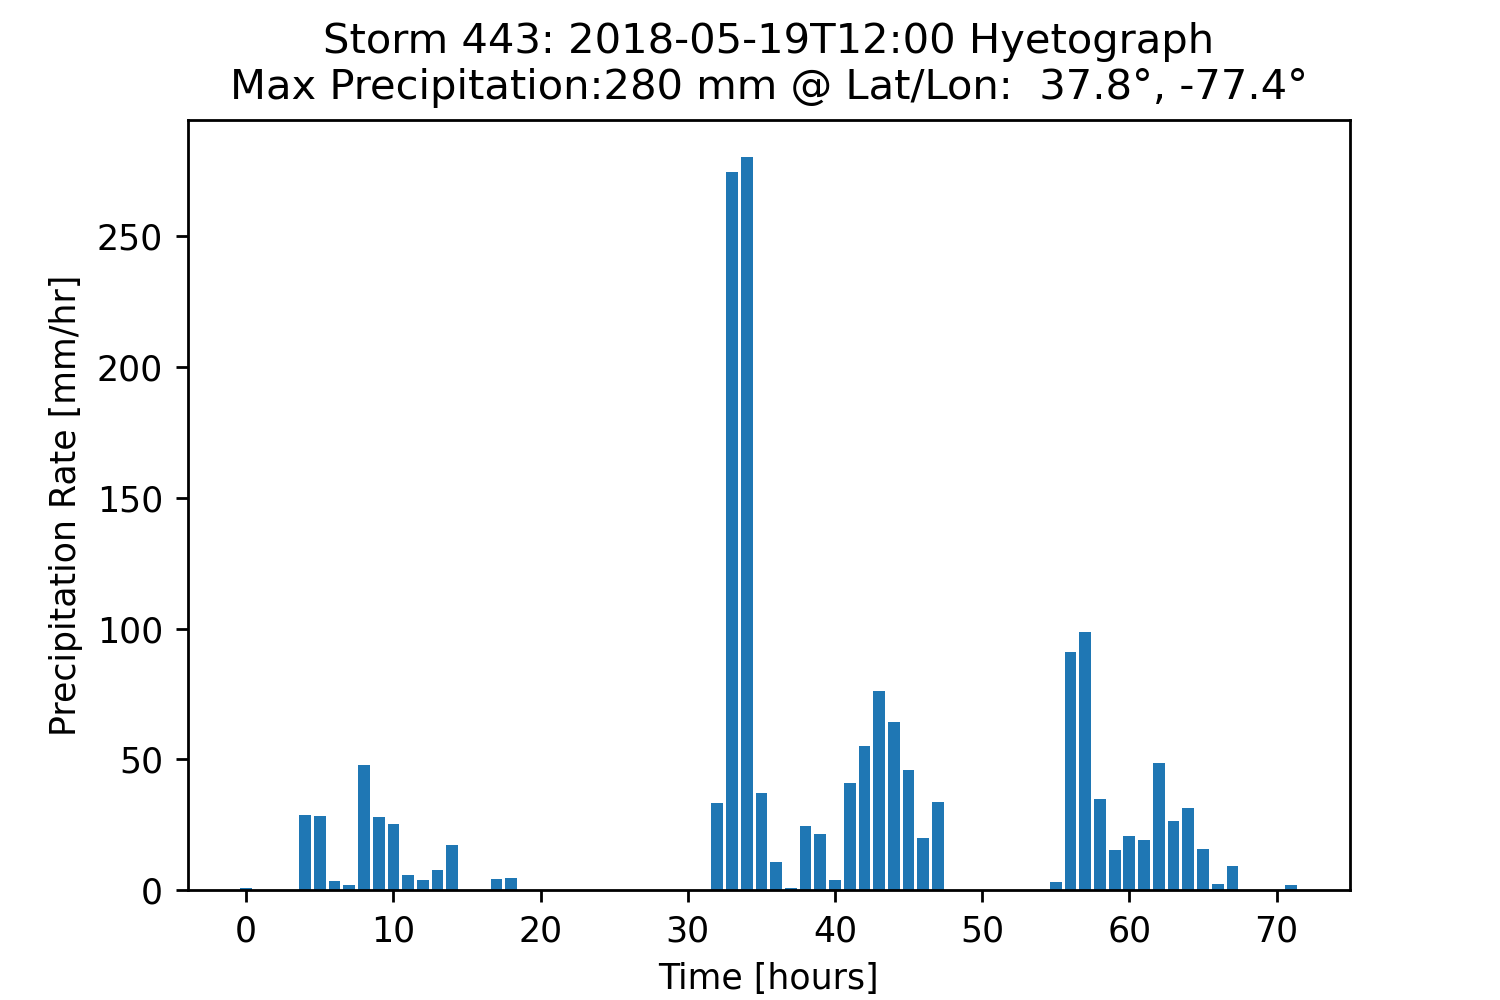 Storm 443: 2018-05-19T12:00 Hyetograph
Max Precipitation:280 mm @ Lat/Lon:  37.8°, -77.4°
Precipitation Rate [mm/hr]
250
200
150
100
50
0
0 10 20 30 40 50 60 70
Time [hours]